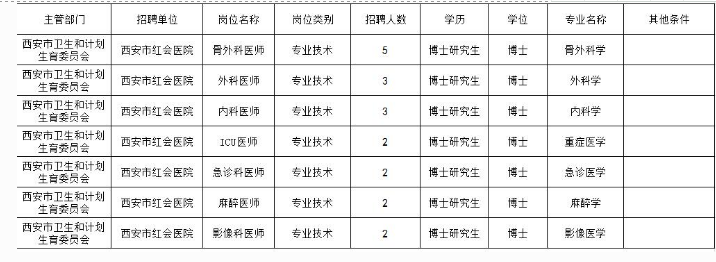 主管部门 招聘单位 岗位名称 岗位类别 招聘人数 学历 学位 专业名称 其他条件
西安市卫生和计划生育委员会 西安市红会医院 骨外科医师 专业技术 5 博士研究生 博士 骨外科学
西安市卫生和计划生育委员会 西安市红会医院 外科医师 专业技术 3 博士研究生 博士 外科学
西安市卫生和计划生育委员会 西安市红会医院 内科医师 专业技术 3 博士研究生 博士 内科学
西安市卫生和计划生育委员会 西安市红会医院 ICU医师 专业技术 2 博士研究生 博士 重症医学
西安市卫生和计划生育委员会 西安市红会医院 急诊科医师 专业技术 2 博士研究生 博士 急诊医学
西安市卫生和计划生育委员会 西安市红会医院 麻醉医师 专业技术 2 博士研究生 博士 麻醉学
西安市卫生和计划生育委员会 西安市红会医院 影像科医师 专业技术 2 博士研究生 博士 影像医学